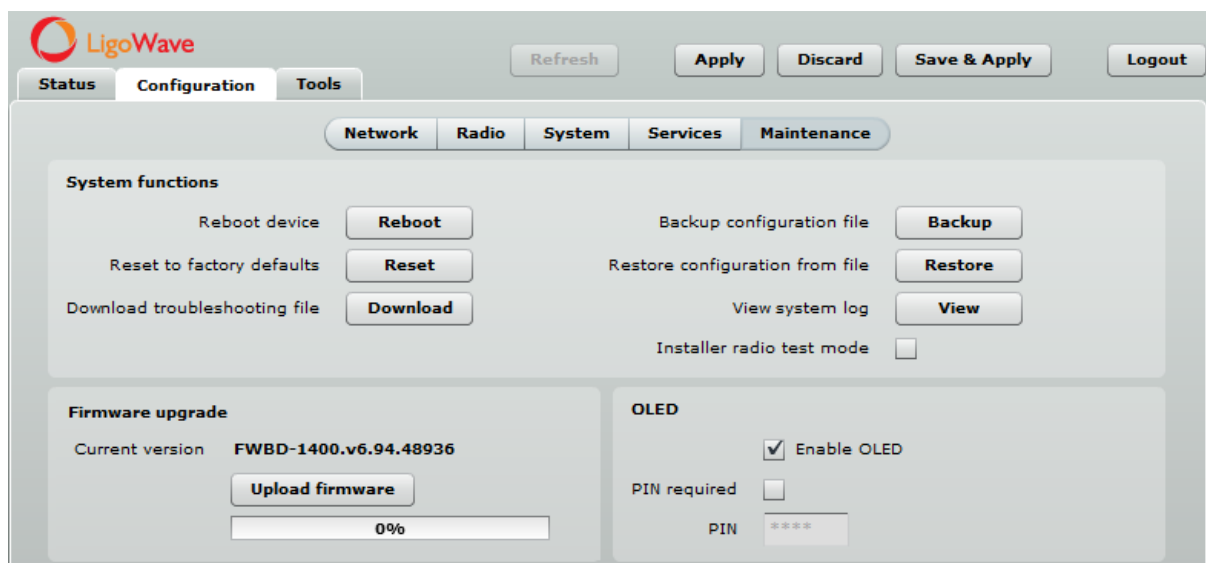 LigoWave
Refresh Apply Discard Save & Apply Logout
Status Configuration Tools
Network Radio System Services Maintenance
System functions
Reboot device Reboot Backup configuration file Backup
Reset to factory defaults Reset Restore configuration from file Restore
Download troubleshooting file Download View system log View
Installer radio test mode
Firmware upgrade
Current version FWBD-1400.v6.94.48936
Upload firmware
0%
OLED
Enable OLED
PIN required
PIN ****